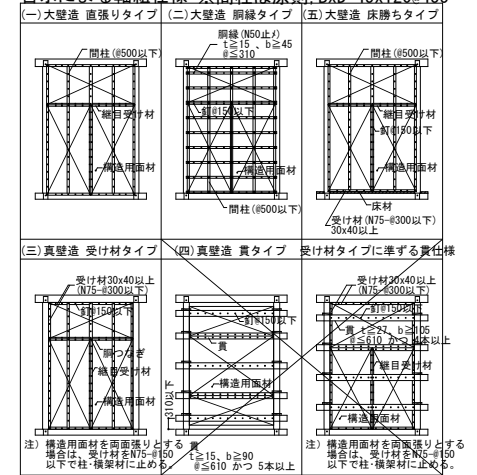 (一)大壁造 直張りタイプ
(二)大壁造 胴縁タイプ
(五)大壁造 床勝ちタイプ
間柱(@500以下)
継目受け材
構造用面材
胴縁(N50止メ)
t≧15 、b≧45
@≦310
釘@150以下
構造用面材
間柱(@500以下)
間柱(@500以下)
継目受け材
釘@150以下
構造用面材
床材
受け材(N75-@300以下)
30x40以上
(三)真壁造 受け材タイプ
(四)真壁造 貫タイプ
受けタイプに準ずる貫仕様
受け材30x40以上
(N75-@300以下)
釘@150以下
胴つなぎ
継目受け材
構造用面材
注) 構造用面材を両面張りとする
場合は、受け材をN75-@150
以下で柱・横架材に止める。
釘@150以下
貫
構造用面材
310以下
貫
t≧15、b≧90
@≦610 かつ 5本以上
受け材30x40以上
(N75-@300以下)
釘@150以下
貫 t≧27、b≧105
@≦610 かつ 4本以上
継目受け材
構造用面材
注) 構造用面材を両面張りとする
場合は、受け材をN75-@150
以下で柱・横架材に止める。